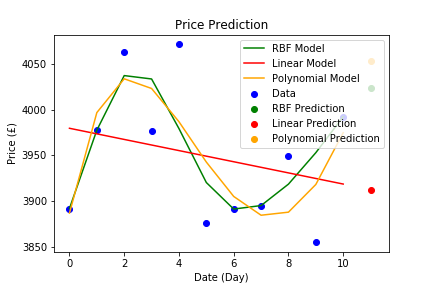 Price Prediction
RBF Model
Linear Model
Polynomial Model
Data
RBF Prediction
Linear Prediction
Polynomial Prediction
Price (£)
4050
4000
3950
3900
3850
0 2 4 6 8 10
Date (Day)